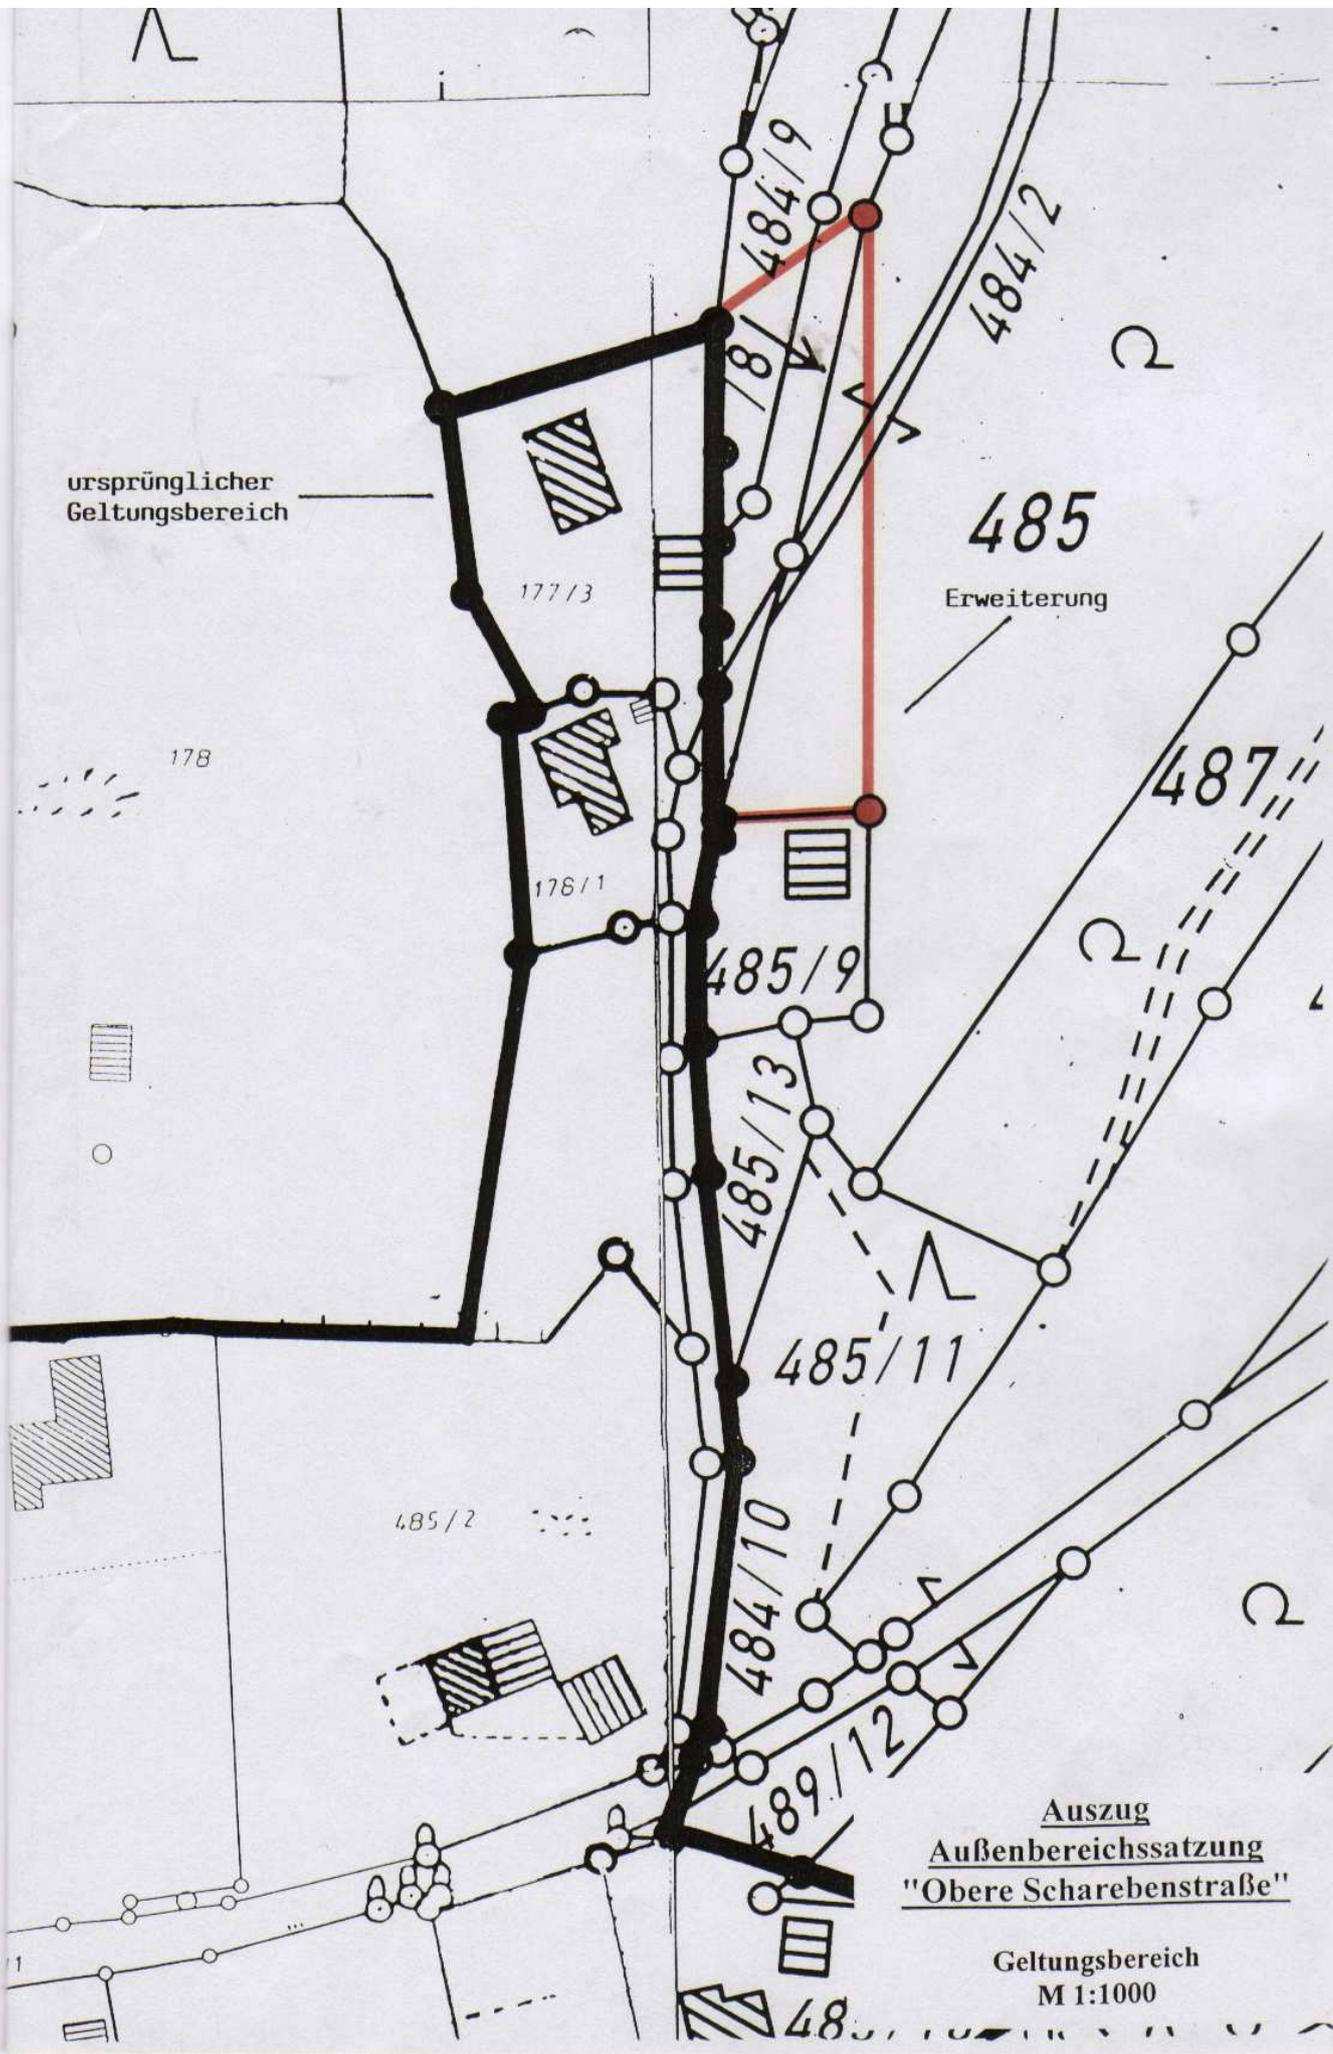 484/9
484/2
/8
ursprünglicher
Geltungsbereich
485
177/3
Erweiterung
178
487
178/1
485/9
485/13
485/11
485/2
484/10
489/12
Auszug
Außenbereichssatzung
"Obere Scharebenstraße"
Geltungsbereich
M 1:1000